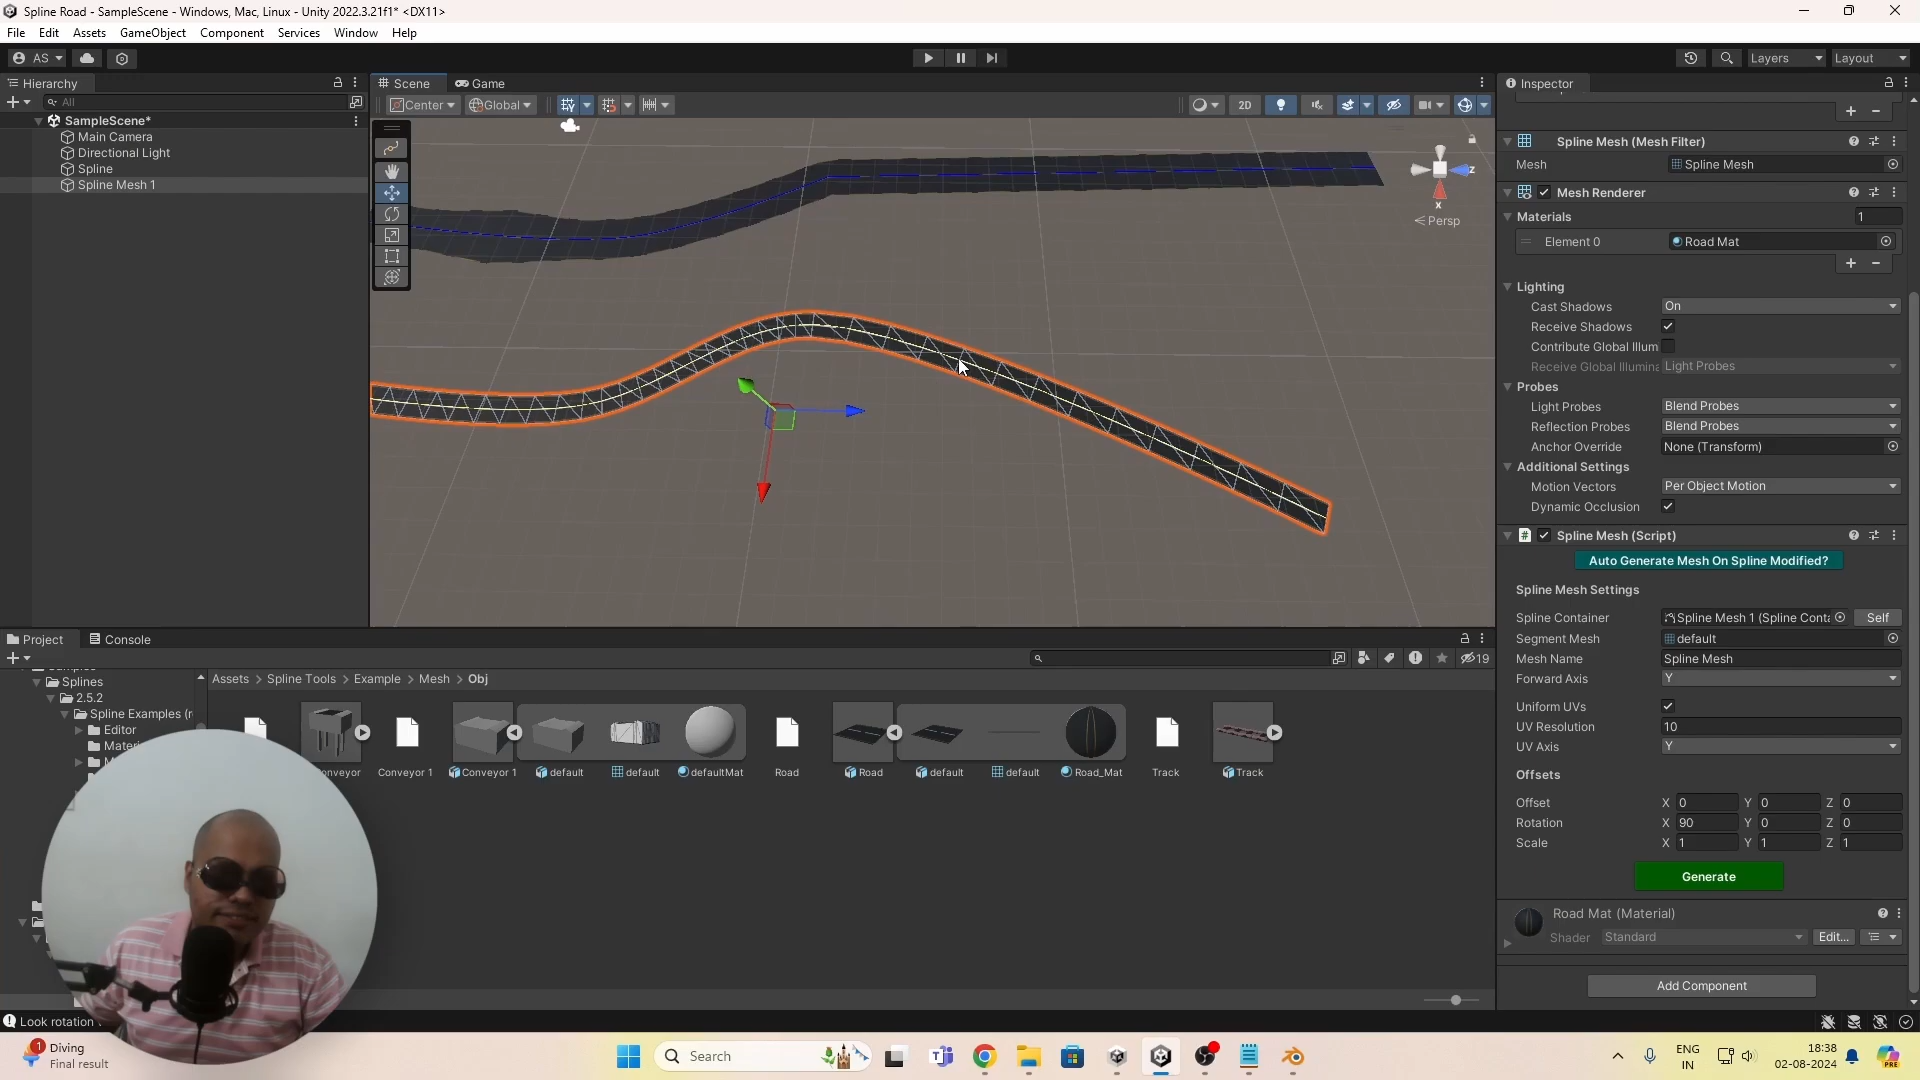 Spline Road - SampleScene - Windows, Mac, Linux - Unity 2022.3.21f1* <DX11>
File Edit Assets GameObject Component Services Window Help
AS
Layers
Layout
Hierarchy
All
SampleScene*
Main Camera
Directional Light
Spline
Spline Mesh 1
Scene
Game
Center
Global
2D
z
x
< Persp
Inspector
Spline Mesh (Mesh Filter)
Mesh
Spline Mesh
Mesh Renderer
Materials
1
Element 0
Road Mat
Lighting
Cast Shadows
On
Receive Shadows
Contribute Global Illum
Receive Global Illumina
Light Probes
Probes
Light Probes
Blend Probes
Reflection Probes
Blend Probes
Anchor Override
None (Transform)
Additional Settings
Motion Vectors
Per Object Motion
Dynamic Occlusion
Spline Mesh (Script)
Auto Generate Mesh On Spline Modified?
Spline Mesh Settings
Spline Container
Spline Mesh 1 (Spline Conta
Self
Segment Mesh
default
Mesh Name
Spline Mesh
Forward Axis
Y
Uniform UVs
UV Resolution
10
UV Axis
Y
Offsets
Offset X 0 Y 0 Z 0
Rotation X 90 Y 0 Z 0
Scale X 1 Y 1 Z 1
Generate
Road Mat (Material)
Shader
Standard
Edit...
Add Component
Project
Console
19
Splines
2.5.2
Spline Examples (r
Editor
Materi
Assets > Spline Tools > Example > Mesh > Obj
onveyor
Conveyor 1
Conveyor 1
default
default
defaultMat
Road
Road
default
default
Road_Mat
Track
Track
Look rotation
1
Diving
Final result
Search
PRE
ENG
IN
18:38
02-08-2024